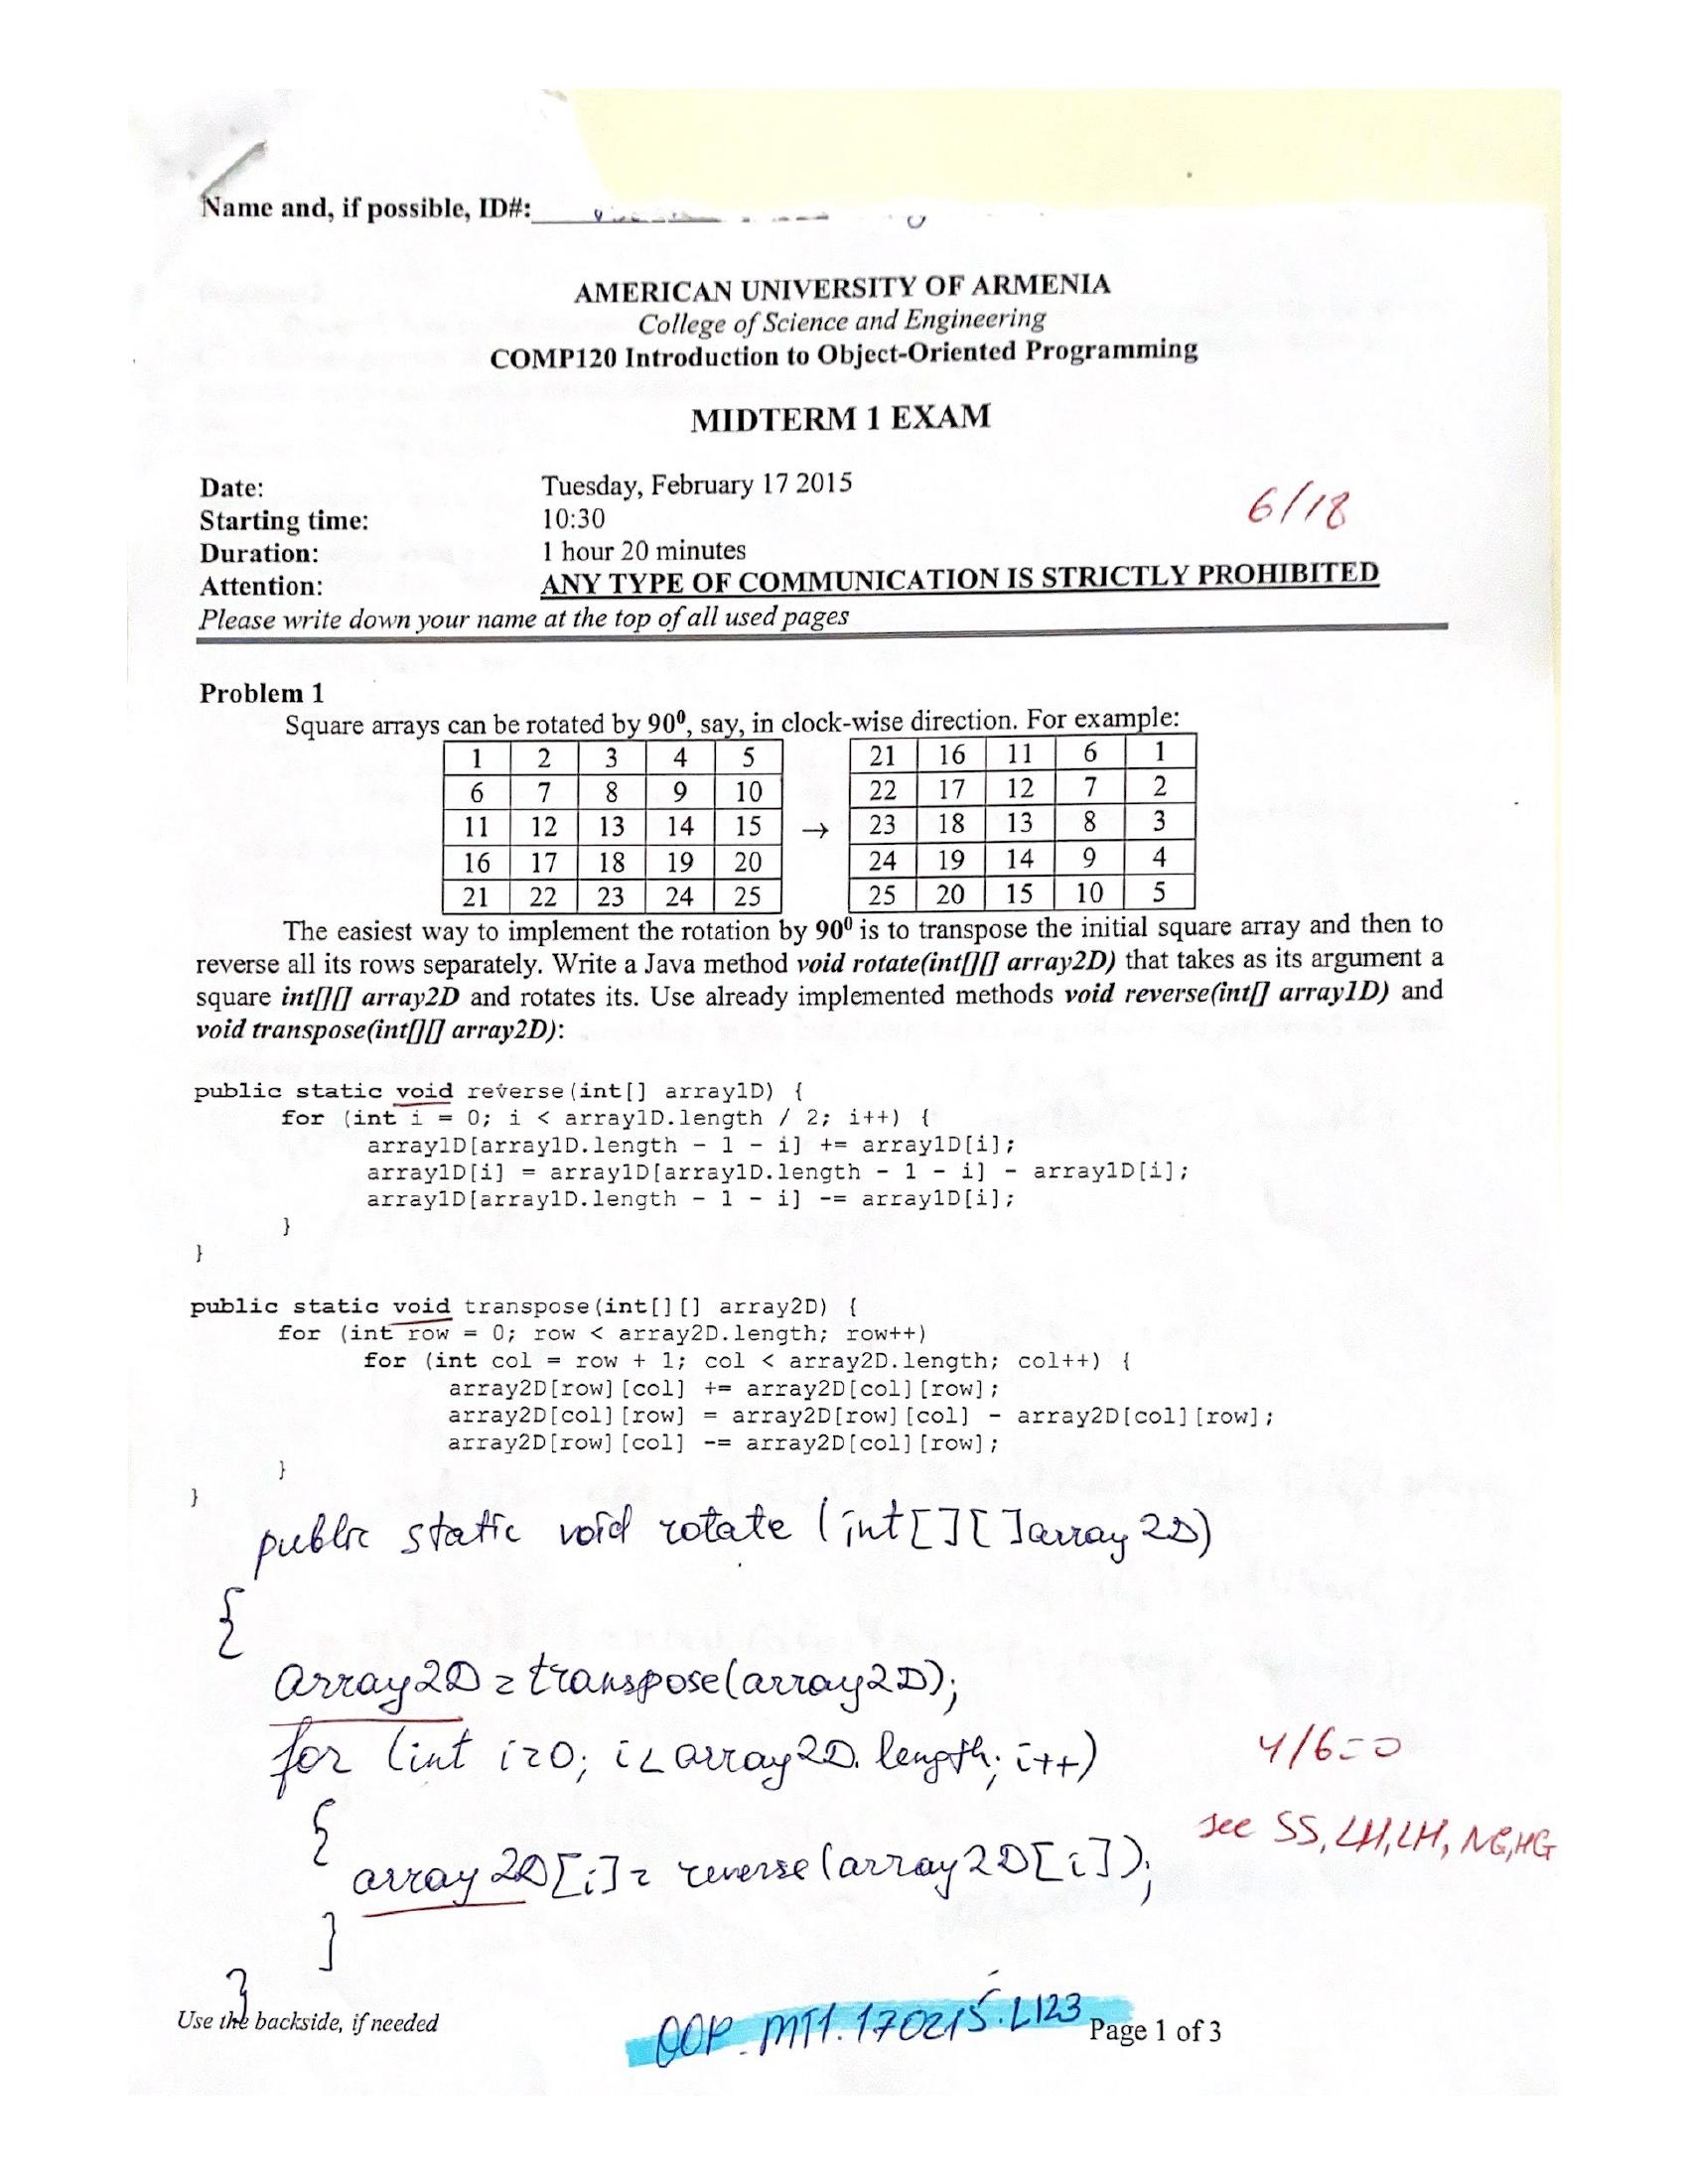 Name and, if possible, ID#:
AMERICAN UNIVERSITY OF ARMENIA
College of Science and Engineering
COMP120 Introduction to Object-Oriented Programming
MIDTERM 1 EXAM
Date: Tuesday, February 17 2015
6/18
Starting time: 10:30
Duration: 1 hour 20 minutes
Attention: ANY TYPE OF COMMUNICATION IS STRICTLY PROHIBITED
Please write down your name at the top of all used pages
Problem 1
Square arrays can be rotated by 90⁰, say, in clock-wise direction. For example:
1 2 3 4 5 21 16 11 6 1
6 7 8 9 10 22 17 12 7 2
11 12 13 14 15 → 23 18 13 8 3
16 17 18 19 20 24 19 14 9 4
21 22 23 24 25 25 20 15 10 5
The easiest way to implement the rotation by 90⁰ is to transpose the initial square array and then to
reverse all its rows separately. Write a Java method void rotate(int[][] array2D) that takes as its argument a
square int[][] array2D and rotates its. Use already implemented methods void reverse(int[] array1D) and
void transpose(int[][] array2D):
public static void reverse(int[] array1D) {
for (int i = 0; i < array1D.length / 2; i++) {
array1D[array1D.length - 1 - i] += array1D[i];
array1D[i] = array1D[array1D.length - 1 - i] - array1D[i];
array1D[array1D.length - 1 - i] -= array1D[i];
}
}
public static void transpose(int[][] array2D) {
for (int row = 0; row < array2D.length; row++)
for (int col = row + 1; col < array2D.length; col++) {
array2D[row][col] += array2D[col][row];
array2D[col][row] = array2D[row][col] - array2D[col][row];
array2D[row][col] -= array2D[col][row];
}
}
public static void rotate (int[][]array2D)
{
array2D = transpose(array2D);
for (int i=0; i<array2D.length; i++)
4/6=0
{
see SS, LH, LH, NG, HG
array2D[i] = reverse(array2D[i]);
}
}
Use the backside, if needed
OOP.MT1.170215.L123
Page 1 of 3